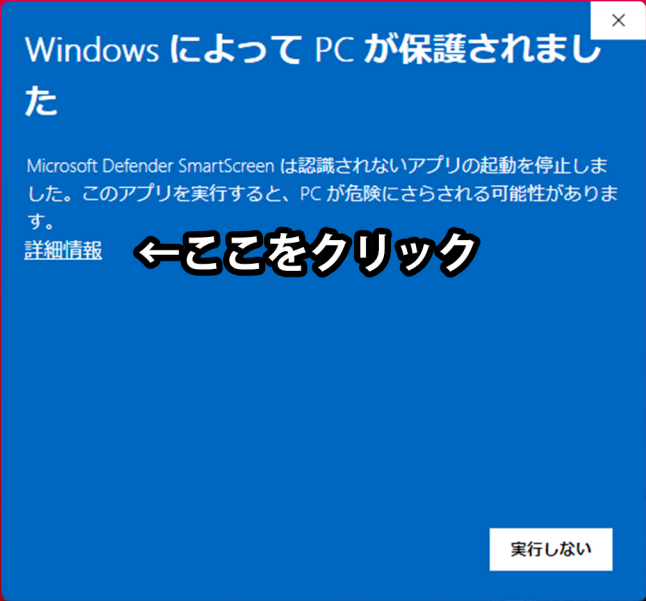 Windows によって PC が保護されまし
た
Microsoft Defender SmartScreen は認識されないアプリの起動を停止しま
した。このアプリを実行すると、PC が危険にさらされる可能性がありま
す。
詳細情報 ←ここをクリック
実行しない